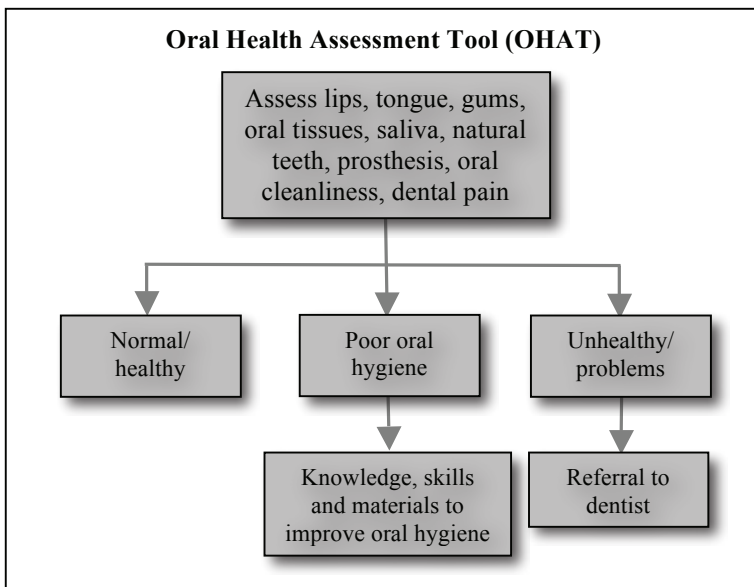 Oral Health Assessment Tool (OHAT)
Assess lips, tongue, gums,
oral tissues, saliva, natural
teeth, prosthesis, oral
cleanliness, dental pain
Normal/
healthy
Poor oral
hygiene
Unhealthy/
problems
Knowledge, skills
and materials to
improve oral hygiene
Referral to
dentist